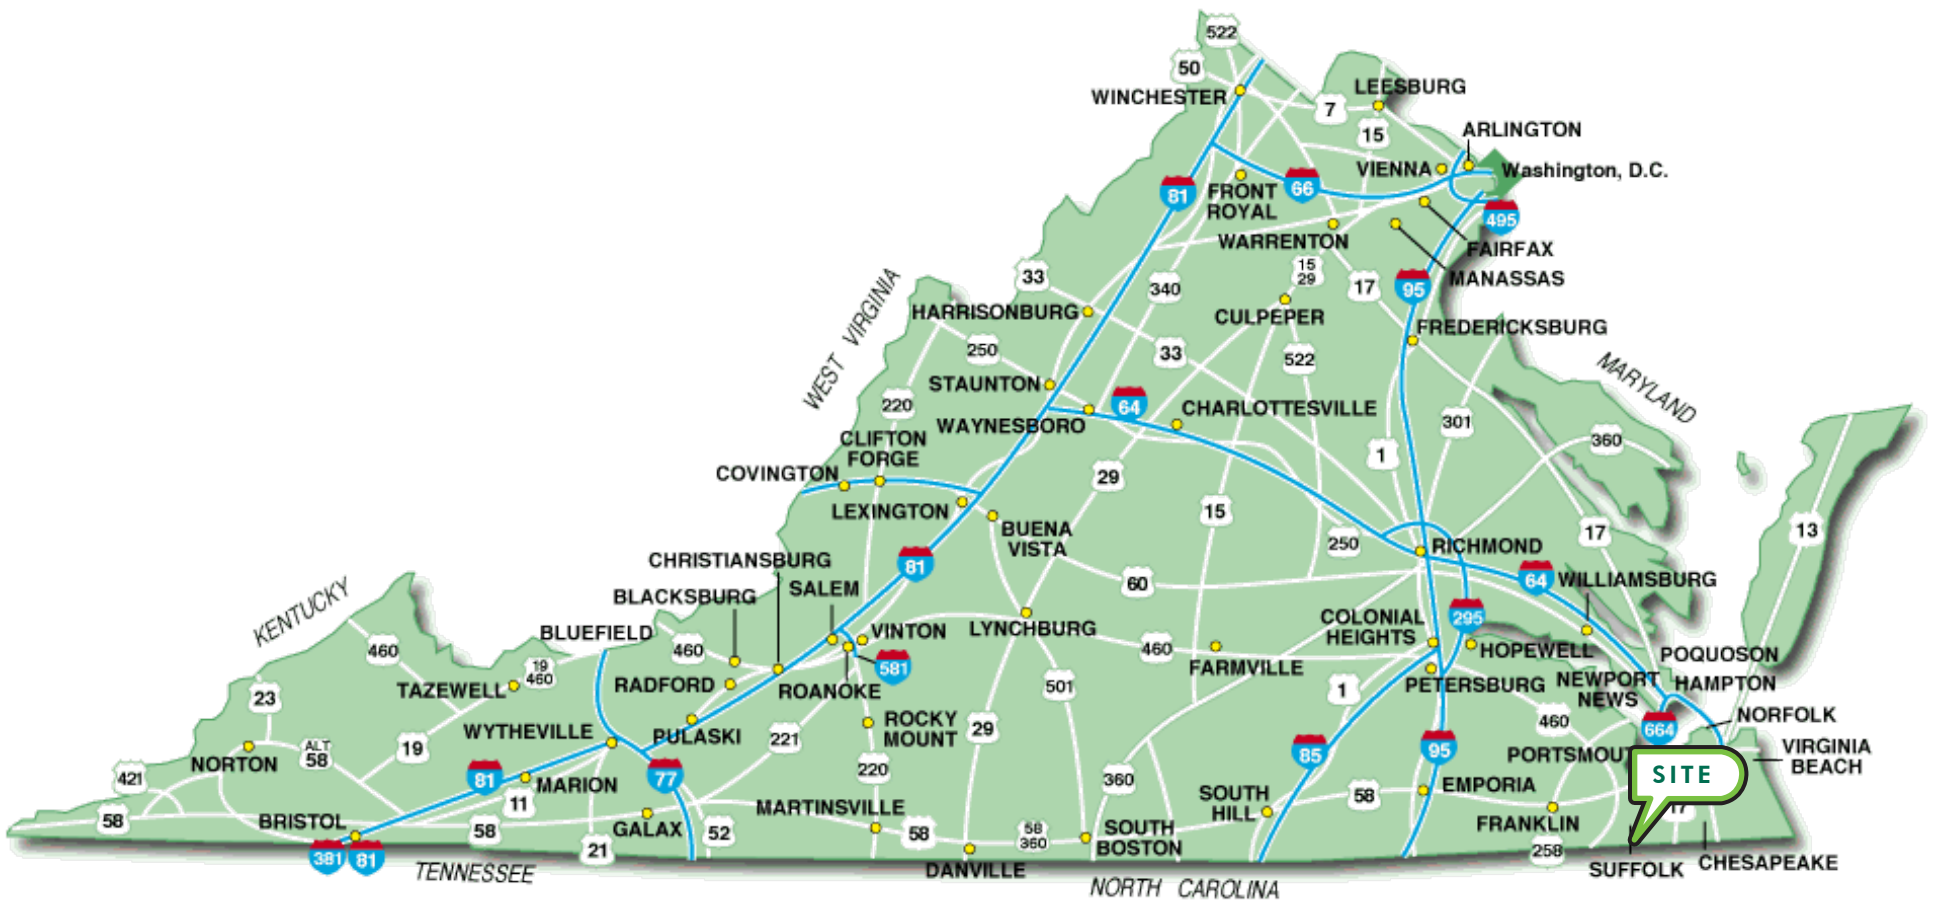 522
50
LEESBURG
WINCHESTER
7
15
ARLINGTON
VIENNA
Washington, D.C.
81
FRONT
ROYAL
66
495
WARRENTON
FAIRFAX
MANASSAS
15
29
17
95
33
340
WEST VIRGINIA
HARRISONBURG
CULPEPER
FREDERICKSBURG
250
33
522
MARYLAND
STAUNTON
220
64
CHARLOTTESVILLE
WAYNESBORO
301
360
1
CLIFTON
FORGE
COVINGTON
29
LEXINGTON
15
BUENA
VISTA
250
RICHMOND
17
13
CHRISTIANSBURG
81
SALEM
BLACKSBURG
60
64
WILLIAMSBURG
KENTUCKY
BLUEFIELD
VINTON
LYNCHBURG
COLONIAL
HEIGHTS
295
460
19
460
460
581
460
FARMVILLE
HOPEWELL
POQUOSON
TAZEWELL
RADFORD
ROANOKE
501
1
PETERSBURG
NEWPORT
NEWS
HAMPTON
23
WYTHEVILLE
PULASKI
ROCKY
MOUNT
29
460
664
NORFOLK
19
221
NORTON
ALT
58
85
95
PORTSMOU
VIRGINIA
BEACH
421
81
77
220
360
SITE
MARION
11
EMPORIA
58
BRISTOL
58
GALAX
52
MARTINSVILLE
58
58
360
SOUTH
BOSTON
SOUTH
HILL
58
FRANKLIN
17
381
81
21
DANVILLE
258
SUFFOLK
CHESAPEAKE
TENNESSEE
NORTH CAROLINA